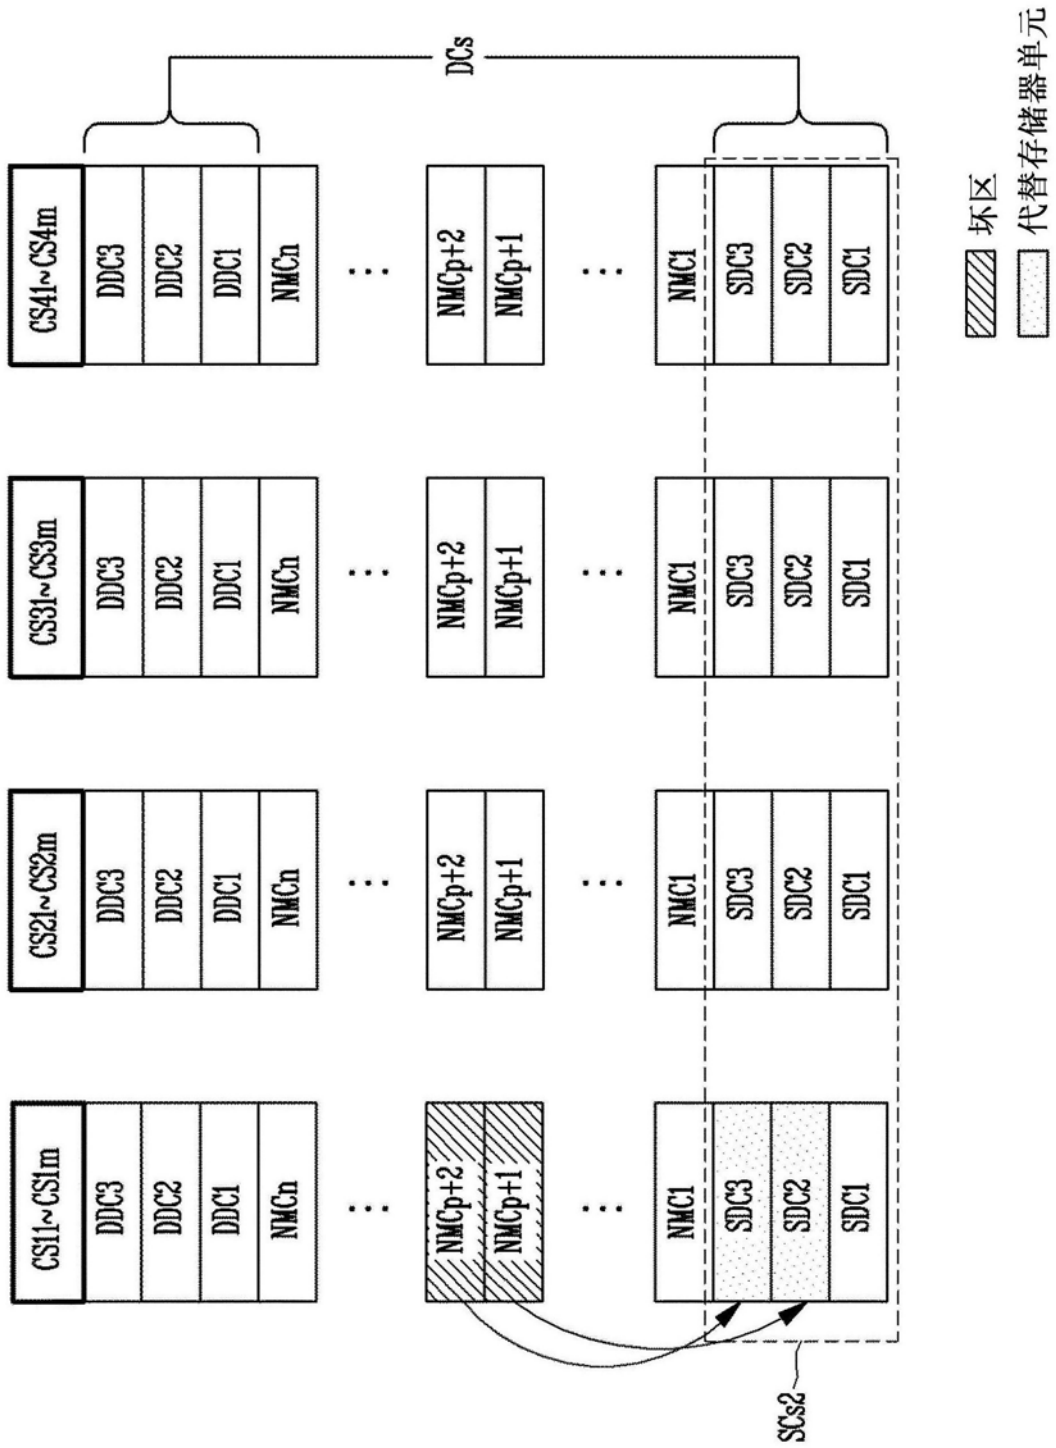 CS11~CS1m CS21~CS2m CS31~CS3m CS41~CS4m
DDC3 DDC3 DDC3 DDC3
DDC2 DDC2 DDC2 DDC2
DDC1 DDC1 DDC1 DDC1
NMCn NMCn NMCn NMCn
... ... ... ...
NMCp+2 NMCp+2 NMCp+2 NMCp+2 DCs
NMCp+1 NMCp+1 NMCp+1 NMCp+1
... ... ... ...
NMC1 NMC1 NMC1 NMC1
SDC3 SDC3 SDC3 SDC3
SCs2 SDC2 SDC2 SDC2 SDC2
SDC1 SDC1 SDC1 SDC1
坏区
代替存储器单元